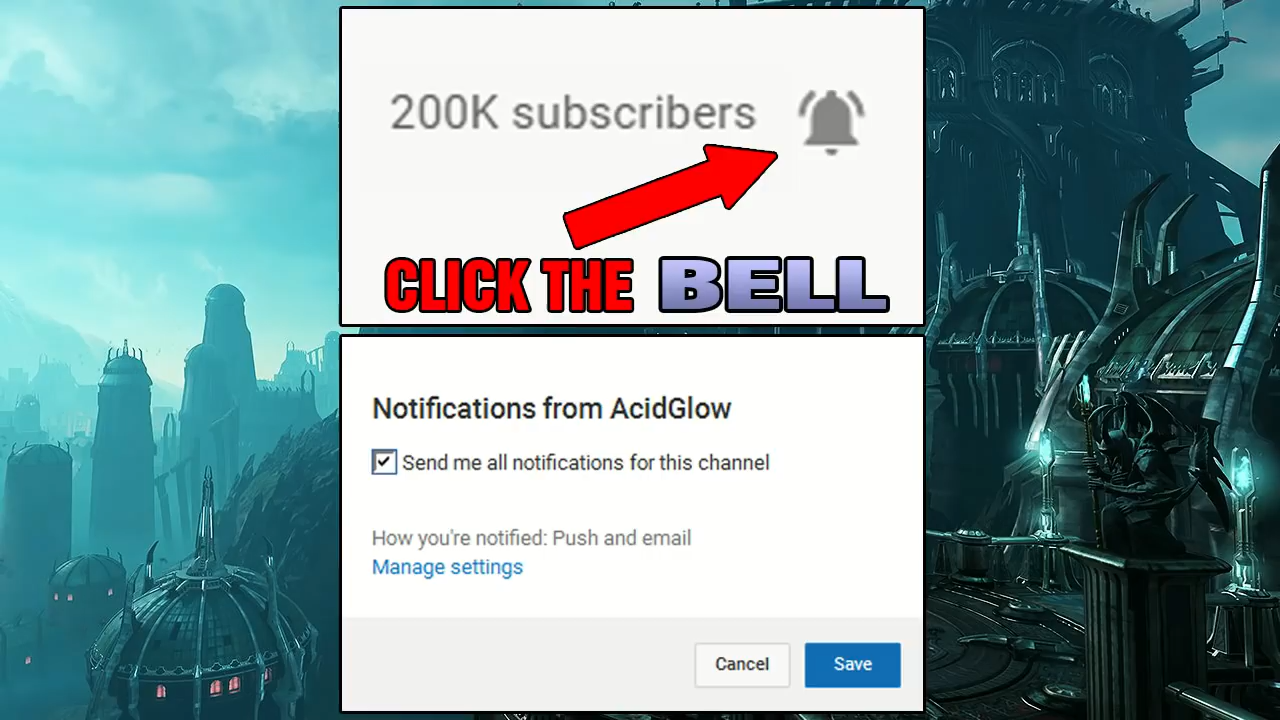 200K subscribers
CLICK THE BELL
Notifications from AcidGlow
Send me all notifications for this channel
How you're notified: Push and email
Manage settings
Cancel Save